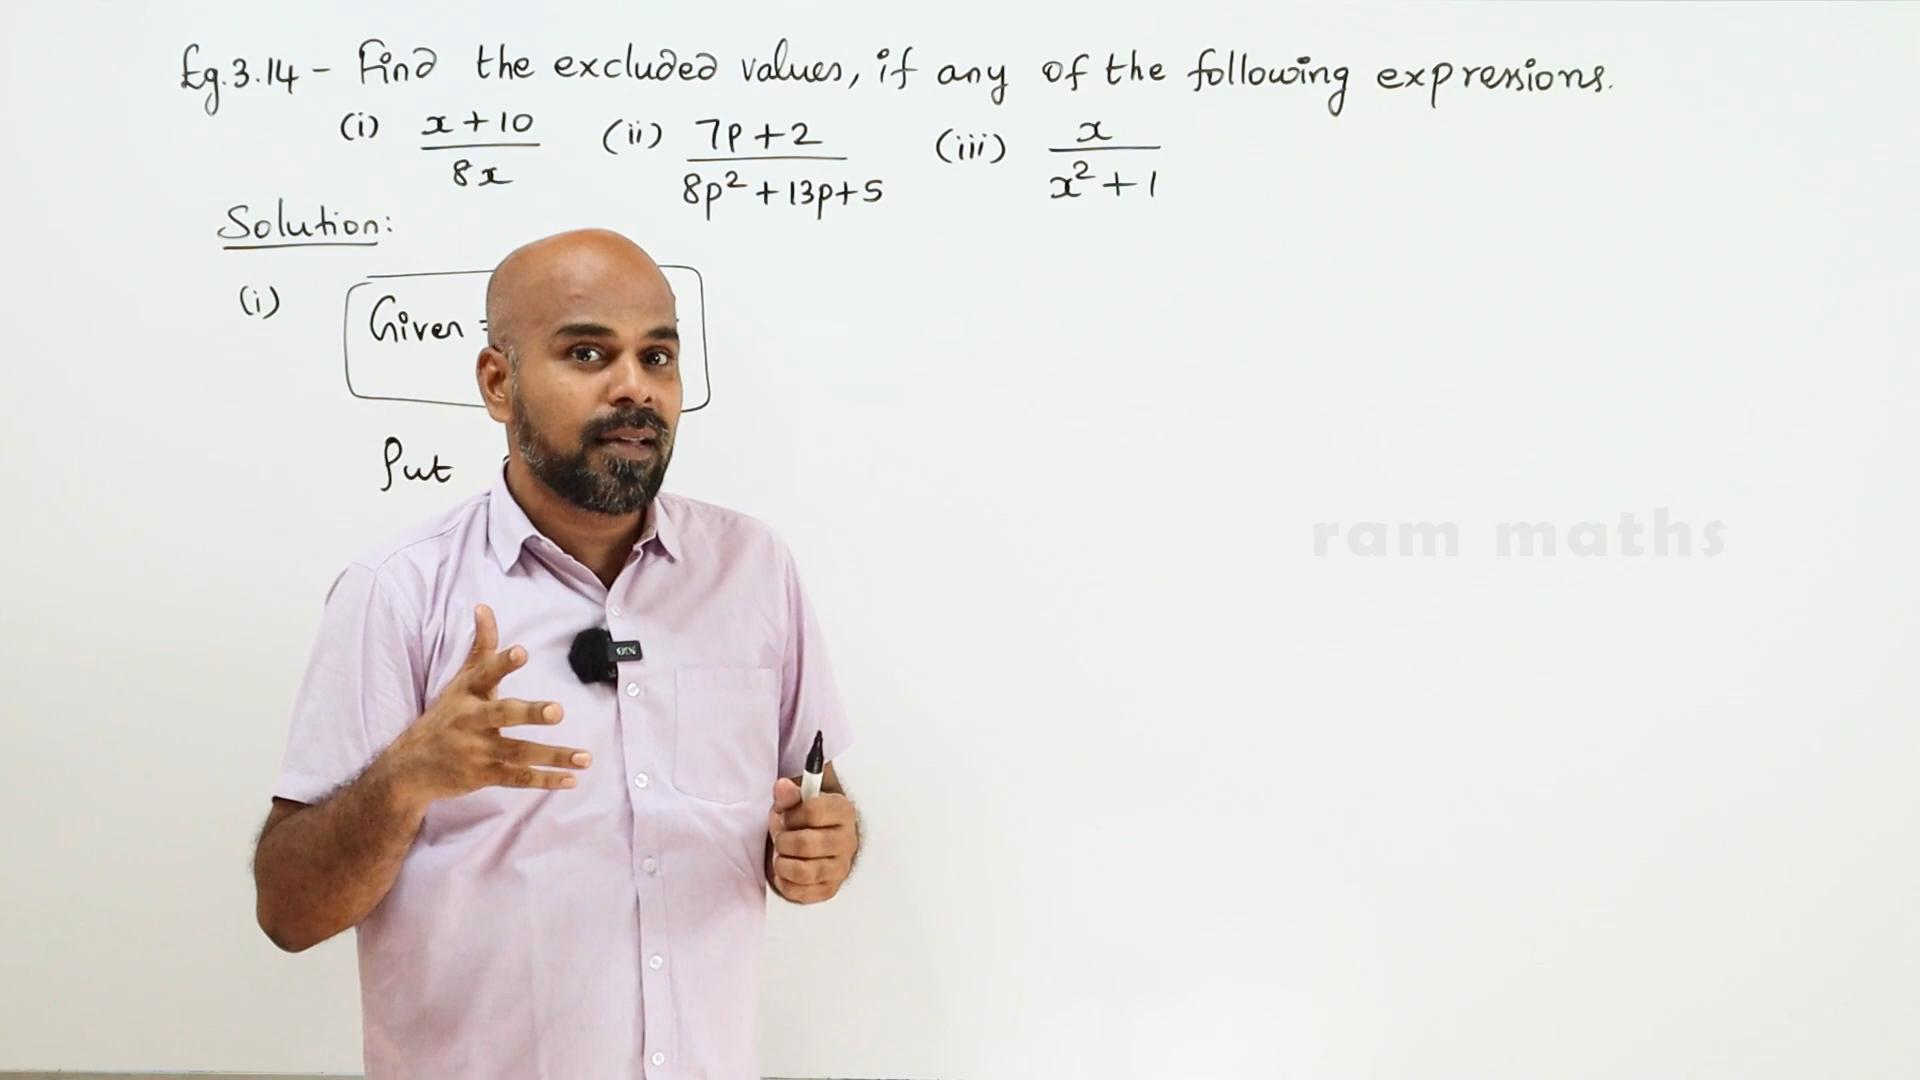 Eg.3.14 - Find the excluded values, if any of the following expressions.
(i) x+10/8x (ii) 7p+2/8p²+13p+5 (iii) x/x²+1
Solution:
(i) Given =
Put
ram maths